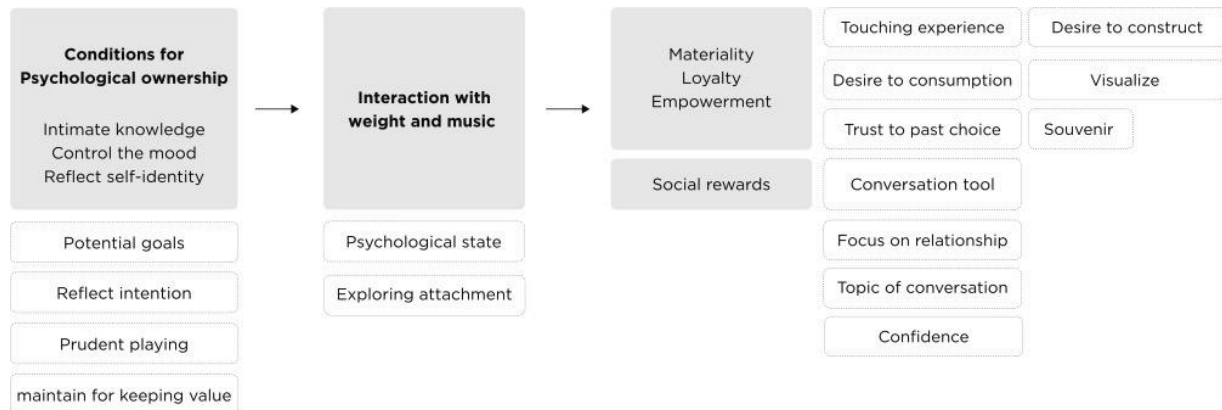 Conditions for
Psychological ownership
Intimate knowledge
Control the mood
Reflect self-identity
Potential goals
Reflect intention
Prudent playing
maintain for keeping value
Interaction with
weight and music
Psychological state
Exploring attachment
Materiality
Loyalty
Empowerment
Social rewards
Touching experience
Desire to construct
Desire to consumption
Visualize
Trust to past choice
Souvenir
Conversation tool
Focus on relationship
Topic of conversation
Confidence